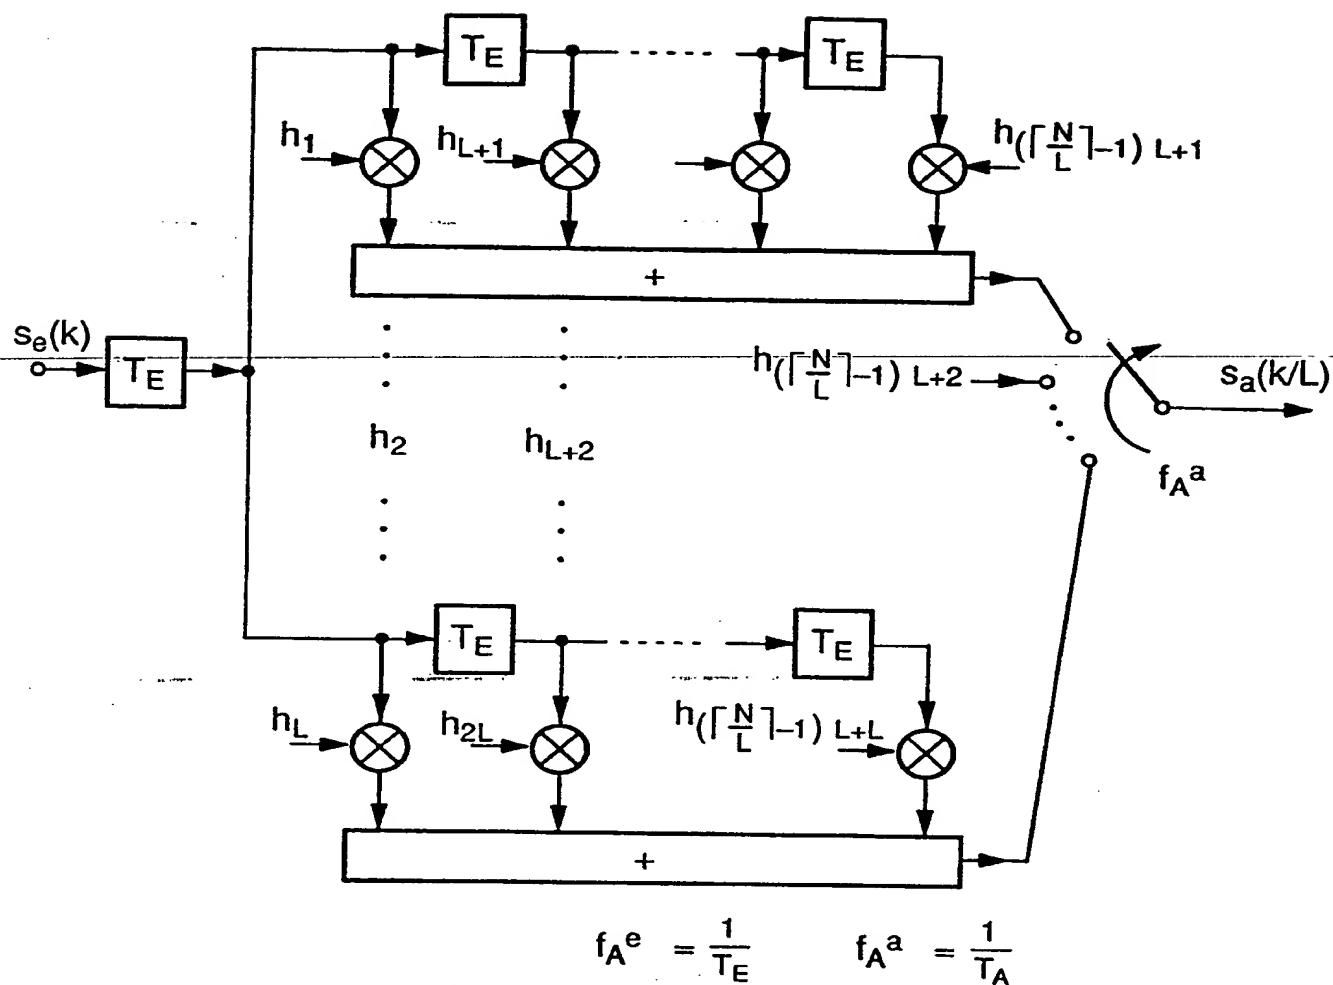 T_E
T_E
h_1
h_{L+1}
h_{(⌈N/L⌉-1) L+1}
+
s_e(k)
T_E
h_{(⌈N/L⌉-1) L+2}
s_a(k/L)
h_2
h_{L+2}
f_A^a
T_E
T_E
h_L
h_{2L}
h_{(⌈N/L⌉-1) L+L}
+
f_A^e = 1/T_E
f_A^a = 1/T_A